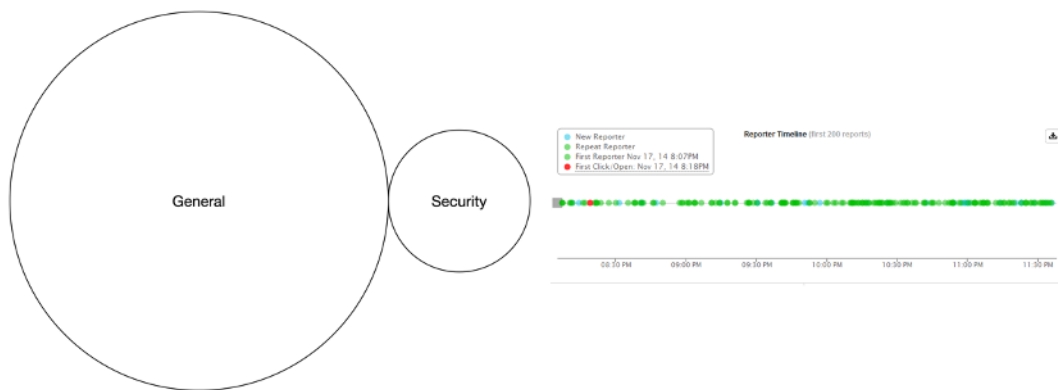 General
Security
New Reporter
Repeat Reporter
First Reporter Nov 17, 14 8:07PM
First Click/Open: Nov 17, 14 8:18PM
Reporter Timeline (first 200 reports)
08:30 PM 09:00 PM 09:30 PM 10:00 PM 10:30 PM 11:00 PM 11:30 PM